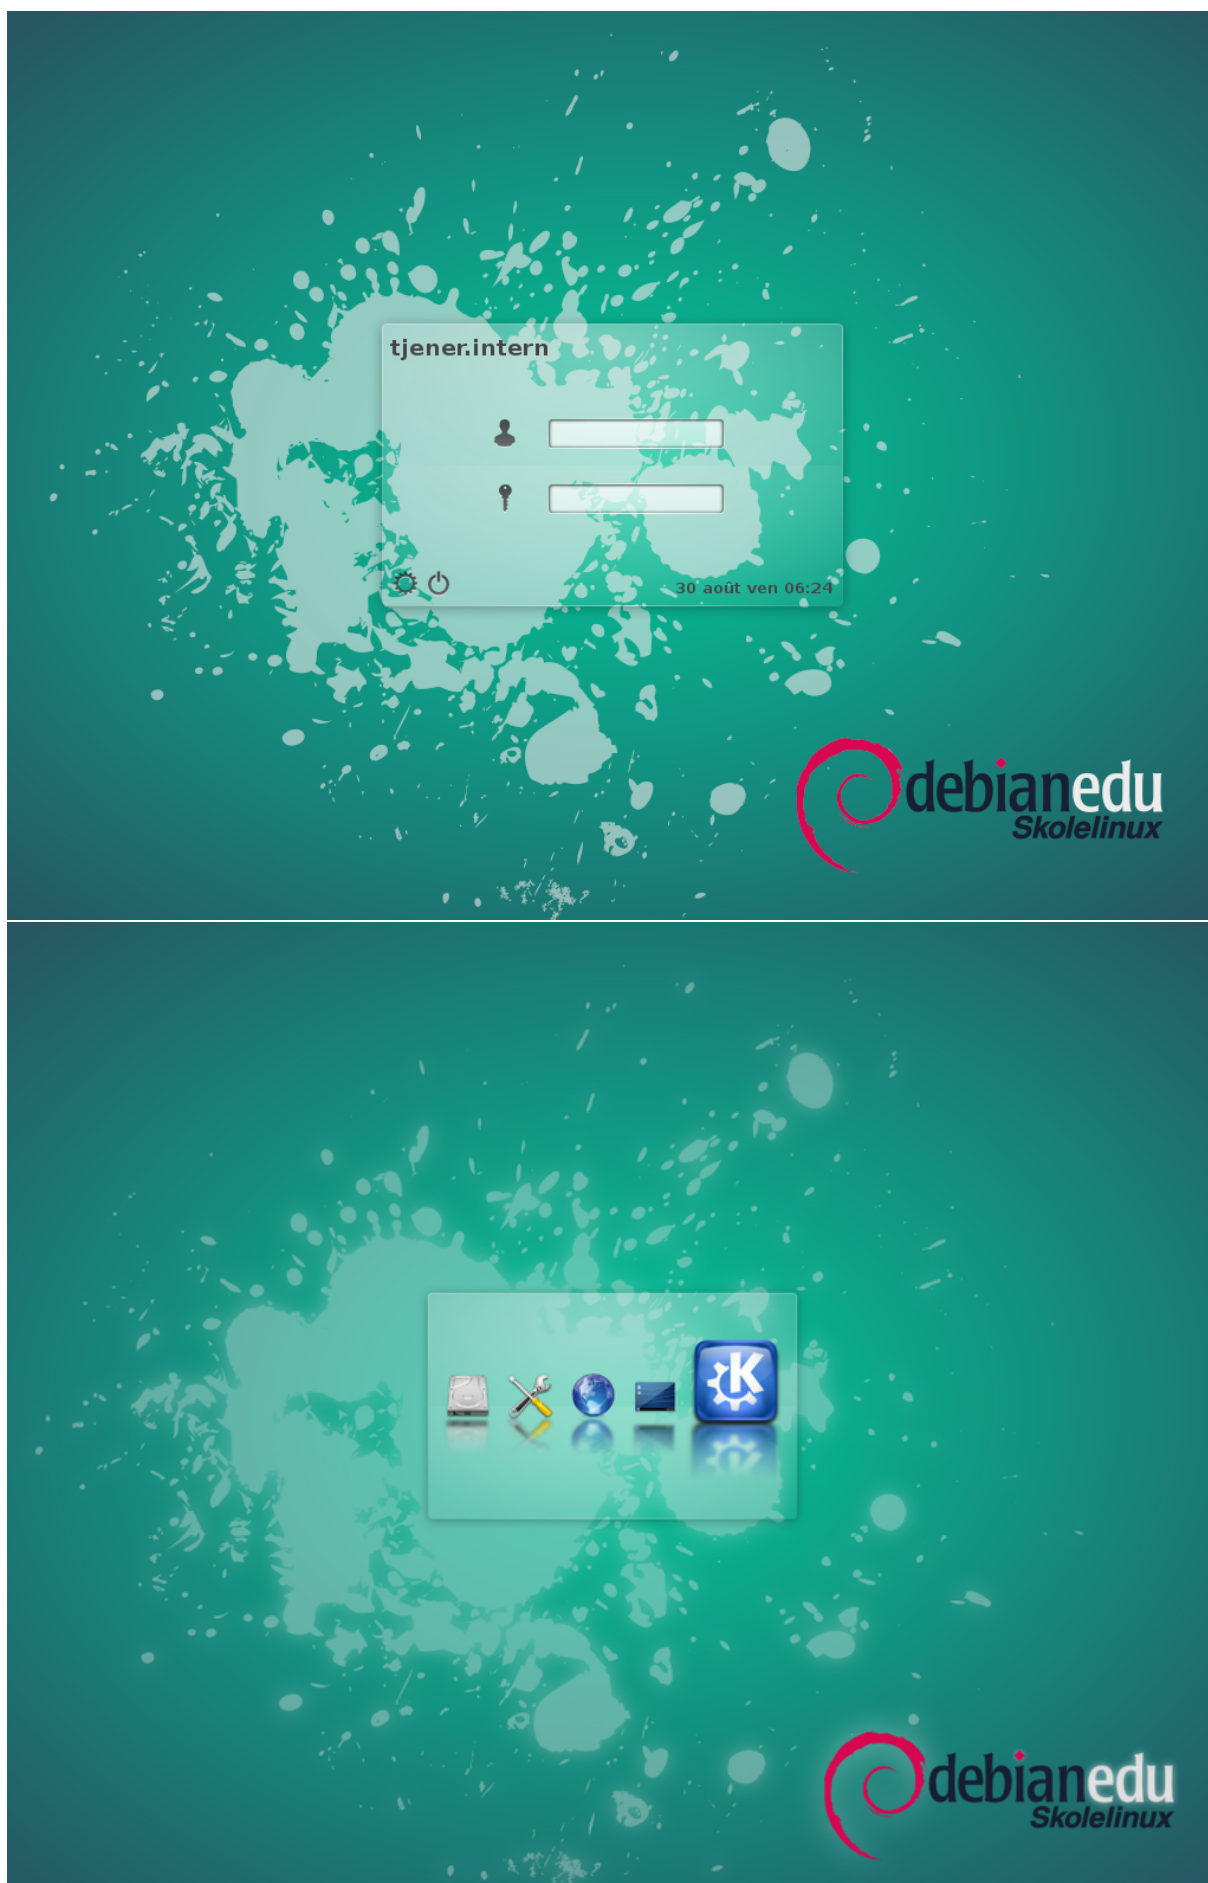 tjener.intern
30 août ven 06:24
debianedu
Skolelinux
K
debianedu
Skolelinux